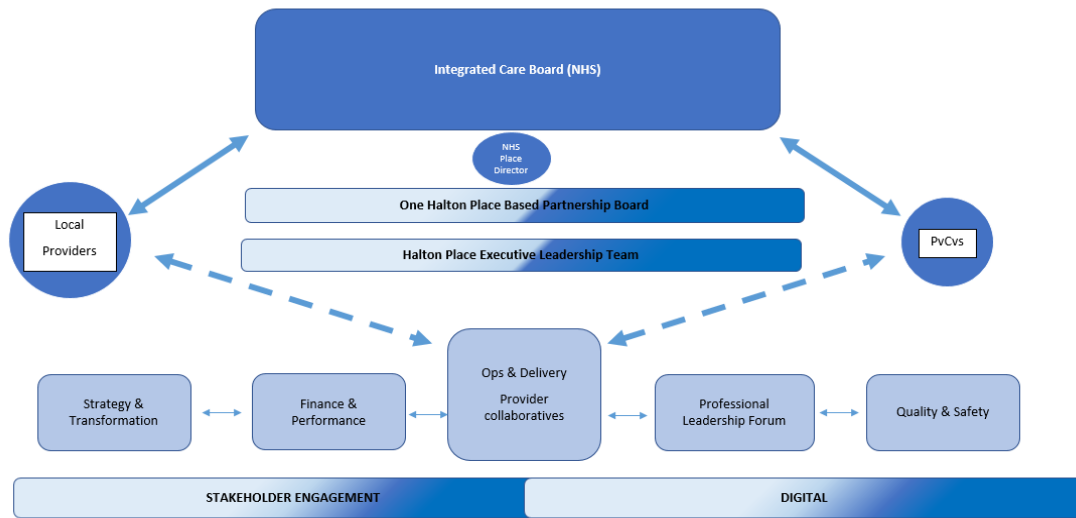 Integrated Care Board (NHS)
NHS
Place
Director
One Halton Place Based Partnership Board
Local
Providers
PvCvs
Halton Place Executive Leadership Team
Strategy &
Transformation
Finance &
Performance
Ops & Delivery
Provider
collaboratives
Professional
Leadership Forum
Quality & Safety
STAKEHOLDER ENGAGEMENT
DIGITAL